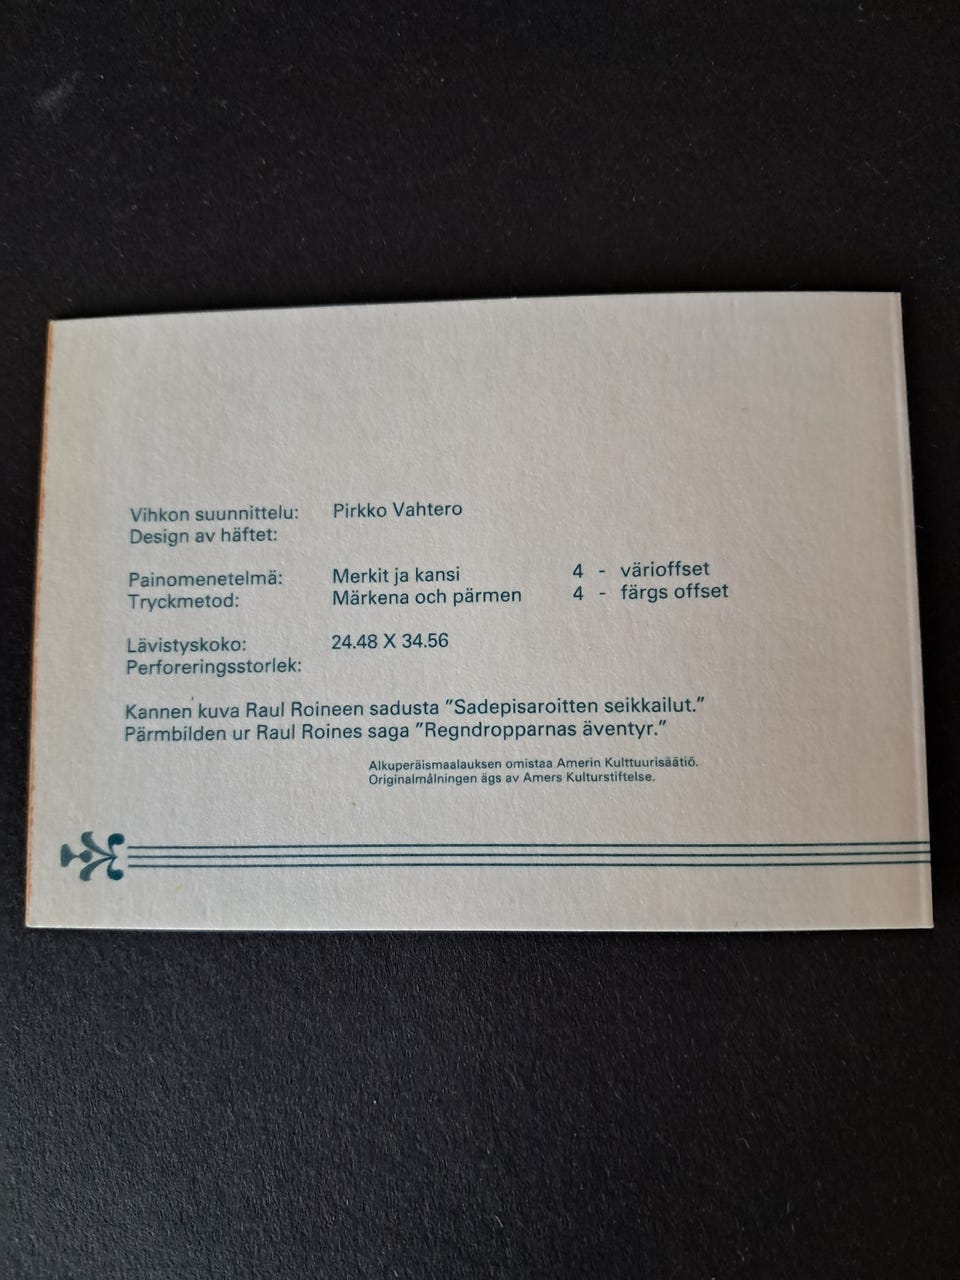 Vihkon suunnittelu: Pirkko Vahtero
Design av häftet:
Painomenetelmä: Merkit ja kansi 4 - värioffset
Tryckmetod: Märkena och pärmen 4 - färgs offset
Lävistyskoko: 24.48 X 34.56
Perforeringsstorlek:
Kannen kuva Raul Roineen sadusta "Sadepisaroitten seikkailut."
Pärmbilden ur Raul Roines saga "Regndropparnas äventyr."
Alkuperäismaalauksen omistaa Amerin Kulttuurisäätiö.
Originalmålningen ägs av Amers Kulturstiftelse.